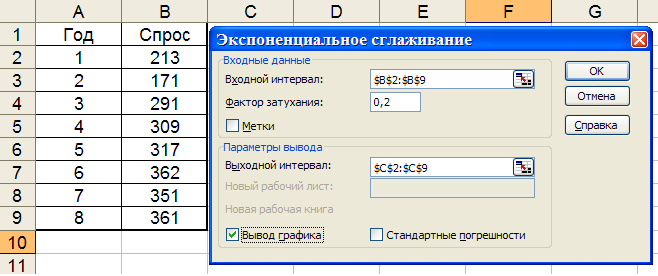 A B C D E F G
1 Год Спрос
2 1 213
3 2 171
4 3 291
5 4 309
6 5 317
7 6 362
8 7 351
9 8 361
10
11
Экспоненциальное сглаживание
Входные данные
Входной интервал: $B$2:$B$9
Фактор затухания: 0,2
Метки
Параметры вывода
Выходной интервал: $C$2:$C$9
Новый рабочий лист:
Новая рабочая книга
Вывод графика Стандартные погрешности
ОК
Отмена
Справка